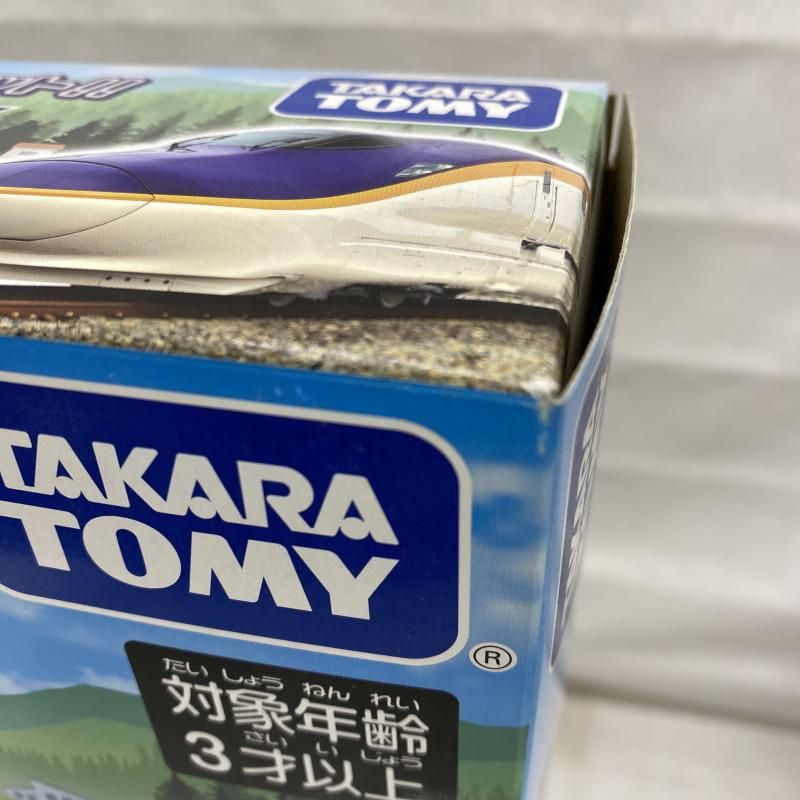 TAKARA
TOMY
TAKARA
TOMY
®
たい しょう ねん れい
対象年齢
さい い じょう
3才以上